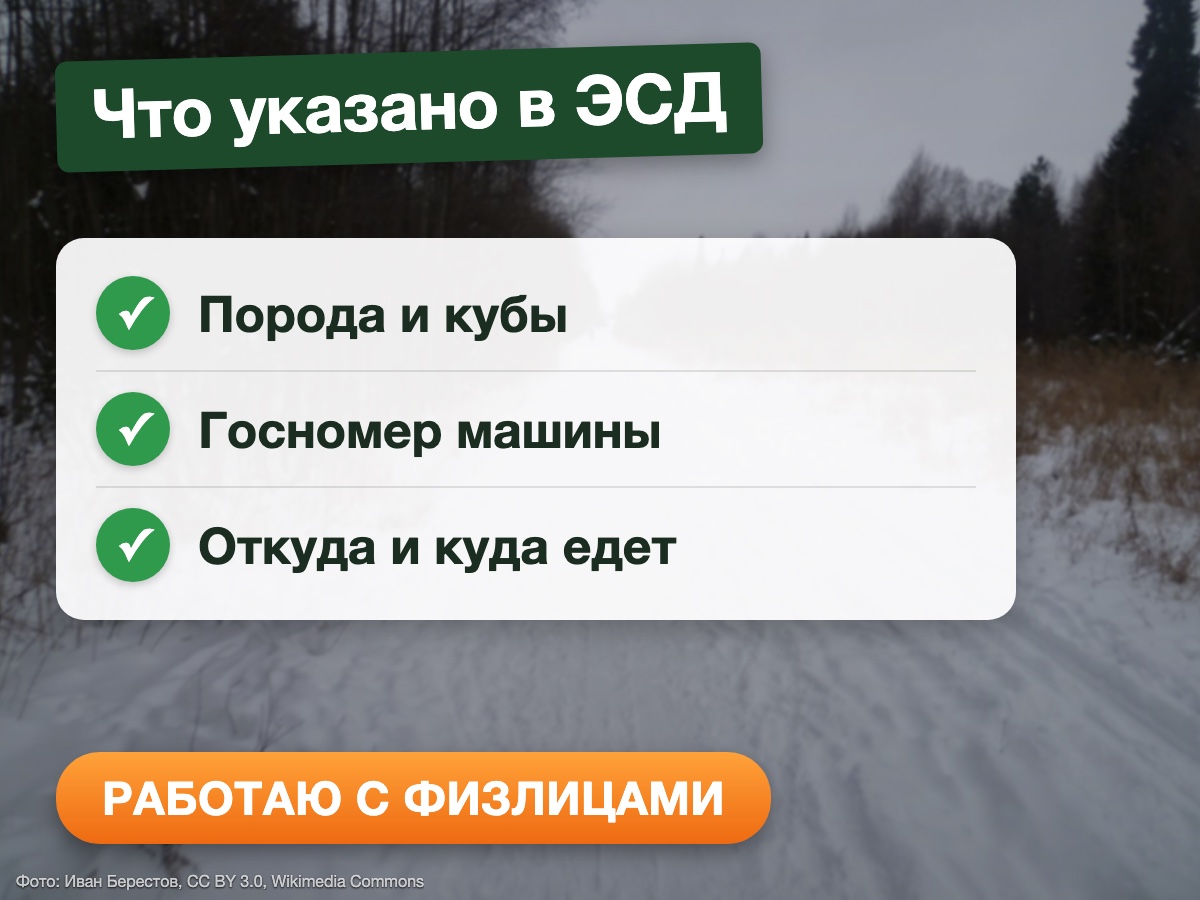 Что указано в ЭСД
Порода и кубы
Госномер машины
Откуда и куда едет
РАБОТАЮ С ФИЗЛИЦАМИ
Фото: Иван Берестов, CC BY 3.0, Wikimedia Commons